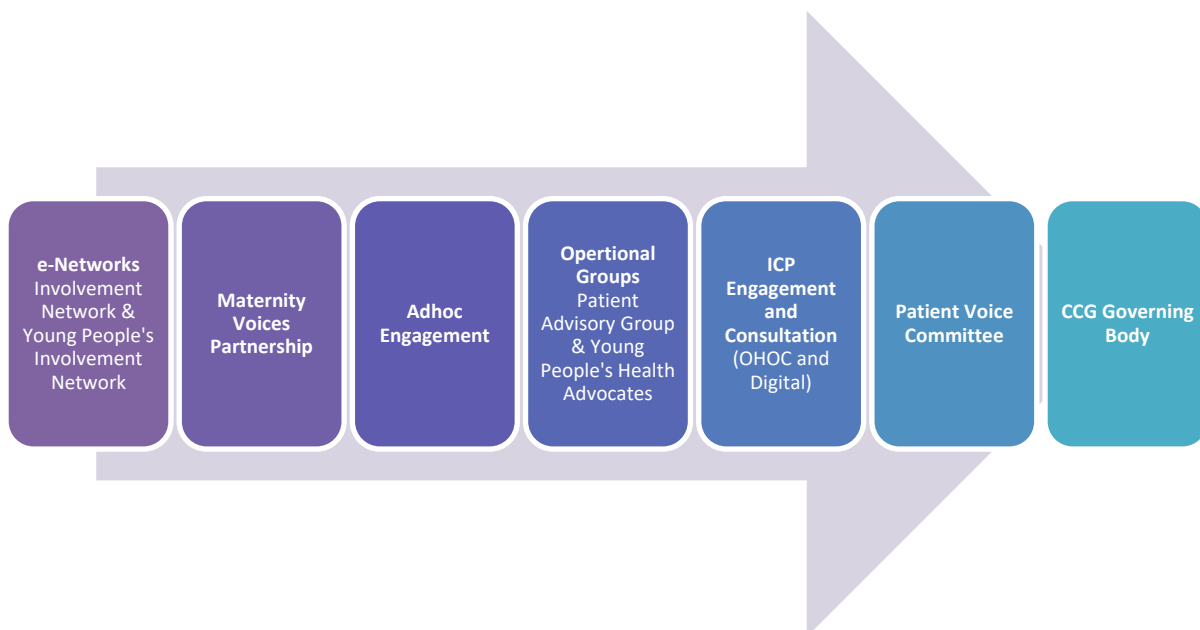 e-Networks
Involvement
Network &
Young People's
Involvement
Network
Maternity
Voices
Partnership
Adhoc
Engagement
Opertional
Groups
Patient
Advisory Group
& Young
People's Health
Advocates
ICP
Engagement
and
Consultation
(OHOC and
Digital)
Patient Voice
Committee
CCG Governing
Body